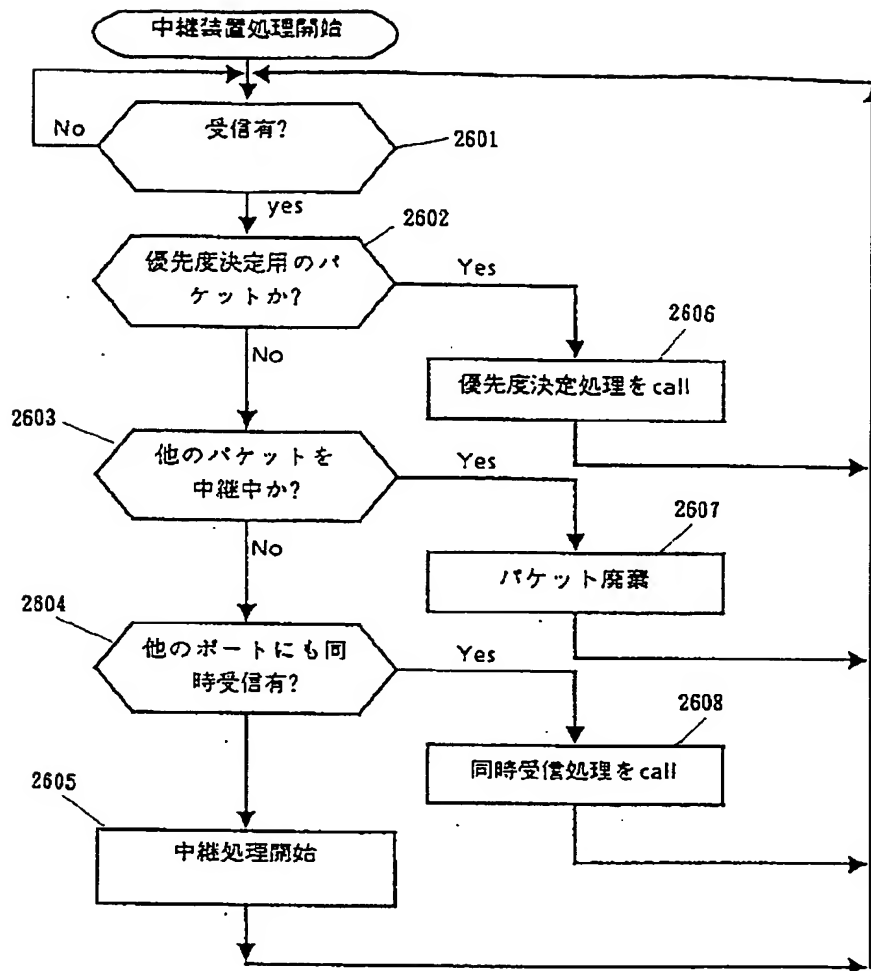 中継装置処理開始
受信有?
No
2601
yes
2602
優先度決定用のパ
ケットか?
Yes
2606
No
優先度決定処理をcall
2603
他のパケットを
中継中か?
Yes
2607
No
パケット廃棄
2804
他のポートにも同
時受信有?
Yes
2608
同時受信処理をcall
2605
中継処理開始